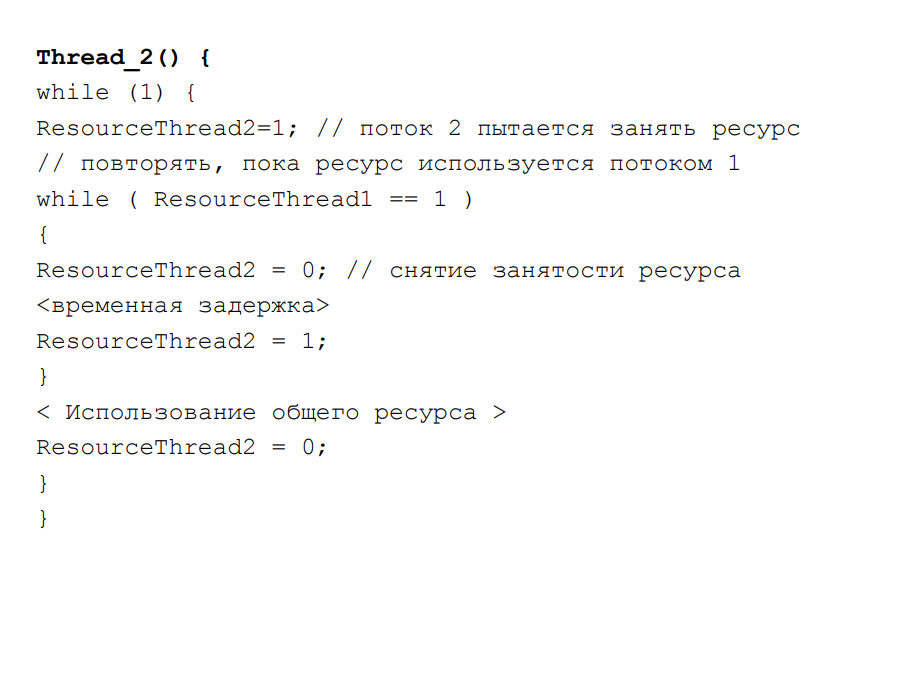 Thread_2() {
while (1) {
ResourceThread2=1; // поток 2 пытается занять ресурс
// повторять, пока ресурс используется потоком 1
while ( ResourceThread1 == 1 )
{
ResourceThread2 = 0; // снятие занятости ресурса
<временная задержка>
ResourceThread2 = 1;
}
< Использование общего ресурса >
ResourceThread2 = 0;
}
}